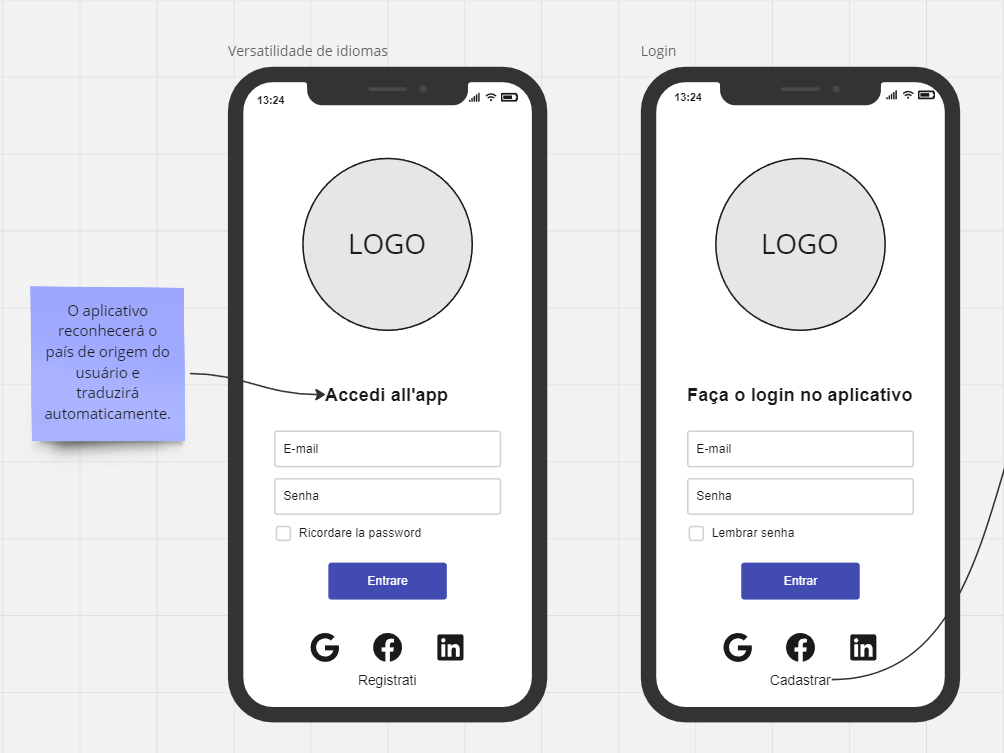 Versatilidade de idiomas
13:24
LOGO
O aplicativo
reconhecerá o
país de origem do
usuário e
traduzirá
automaticamente.
Accedi all'app
E-mail
Senha
Ricordare la password
Entrare
Registrati
Login
13:24
LOGO
Faça o login no aplicativo
E-mail
Senha
Lembrar senha
Entrar
Cadastrar